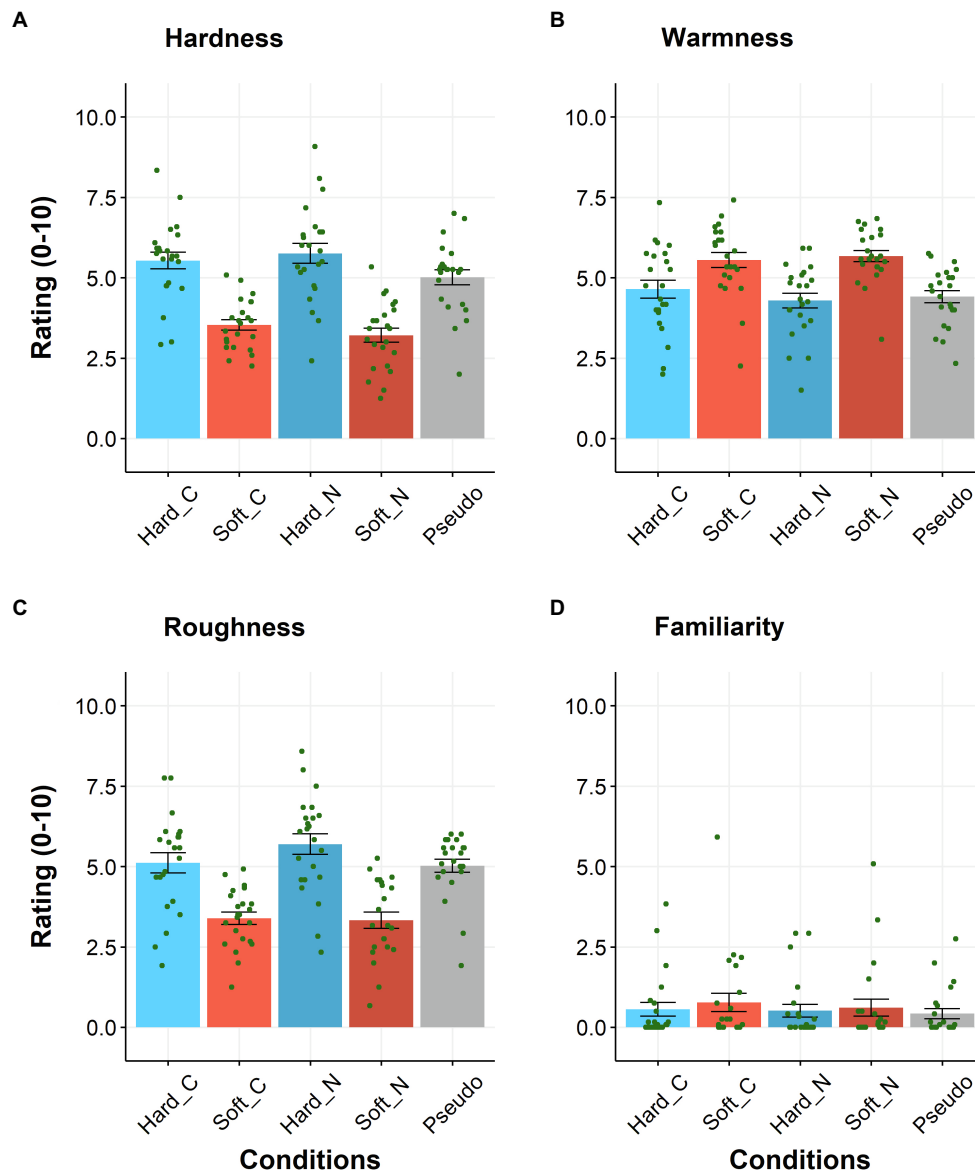 A
Hardness
Rating (0-10)
10.0
7.5
5.0
2.5
0.0
Hard_C
Soft_C
Hard_N
Soft_N
Pseudo
B
Warmness
10.0
7.5
5.0
2.5
0.0
Hard_C
Soft_C
Hard_N
Soft_N
Pseudo
C
Roughness
Rating (0-10)
10.0
7.5
5.0
2.5
0.0
Hard_C
Soft_C
Hard_N
Soft_N
Pseudo
Conditions
D
Familiarity
10.0
7.5
5.0
2.5
0.0
Hard_C
Soft_C
Hard_N
Soft_N
Pseudo
Conditions